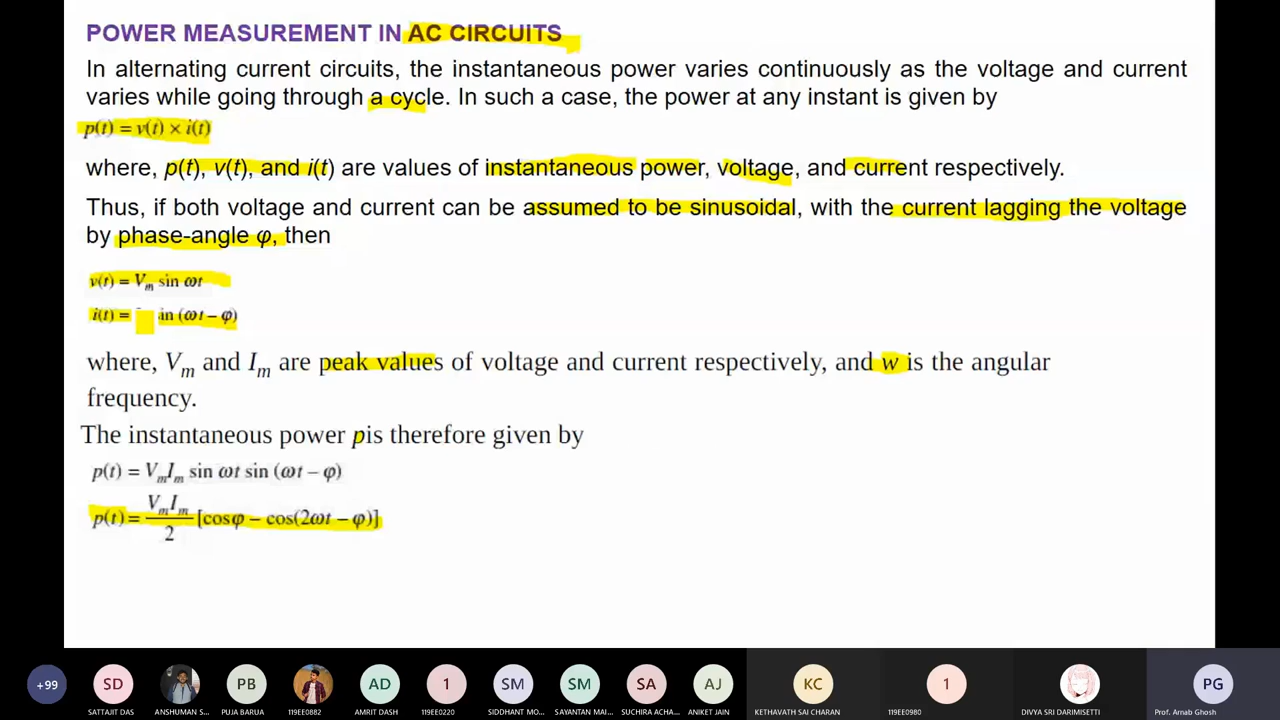 POWER MEASUREMENT IN AC CIRCUITS
In alternating current circuits, the instantaneous power varies continuously as the voltage and current
varies while going through a cycle. In such a case, the power at any instant is given by
p(t) = v(t) × i(t)
where, p(t), v(t), and i(t) are values of instantaneous power, voltage, and current respectively.
Thus, if both voltage and current can be assumed to be sinusoidal, with the current lagging the voltage
by phase-angle φ, then
v(t) = Vm sin ωt
i(t) = in (ωt – φ)
where, Vm and Im are peak values of voltage and current respectively, and w is the angular
frequency.
The instantaneous power pis therefore given by
p(t) = VmIm sin ωt sin (ωt – φ)
p(t) = VmIm/2 [cosφ – cos(2ωt – φ)]
+99 SD PB AD 1 SM SM SA AJ KC 1 PG
SATTAJIT DAS ANSHUMAN S... PUJA BARUA 119EE0882 AMRIT DASH 119EE0220 SIDDHANT MO... SAYANTAN MAI... SUCHIRA ACHA... ANIKET JAIN KETHAVATH SAI CHARAN 119EE0980 DIVYA SRI DARIMISETTI Prof. Arnab Ghosh